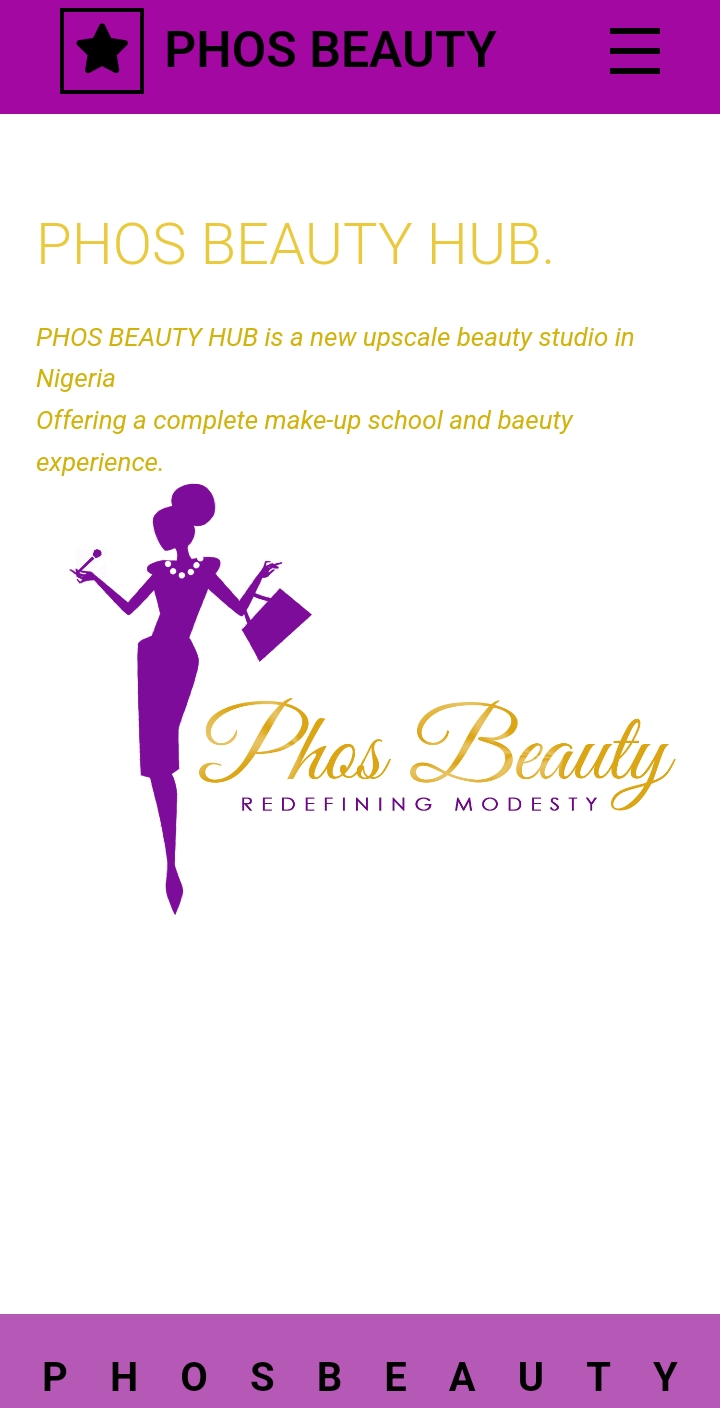 PHOS BEAUTY
PHOS BEAUTY HUB.
PHOS BEAUTY HUB is a new upscale beauty studio in
Nigeria
Offering a complete make-up school and baeuty
experience.
Phos Beauty
REDEFINING MODESTY
P H O S B E A U T Y